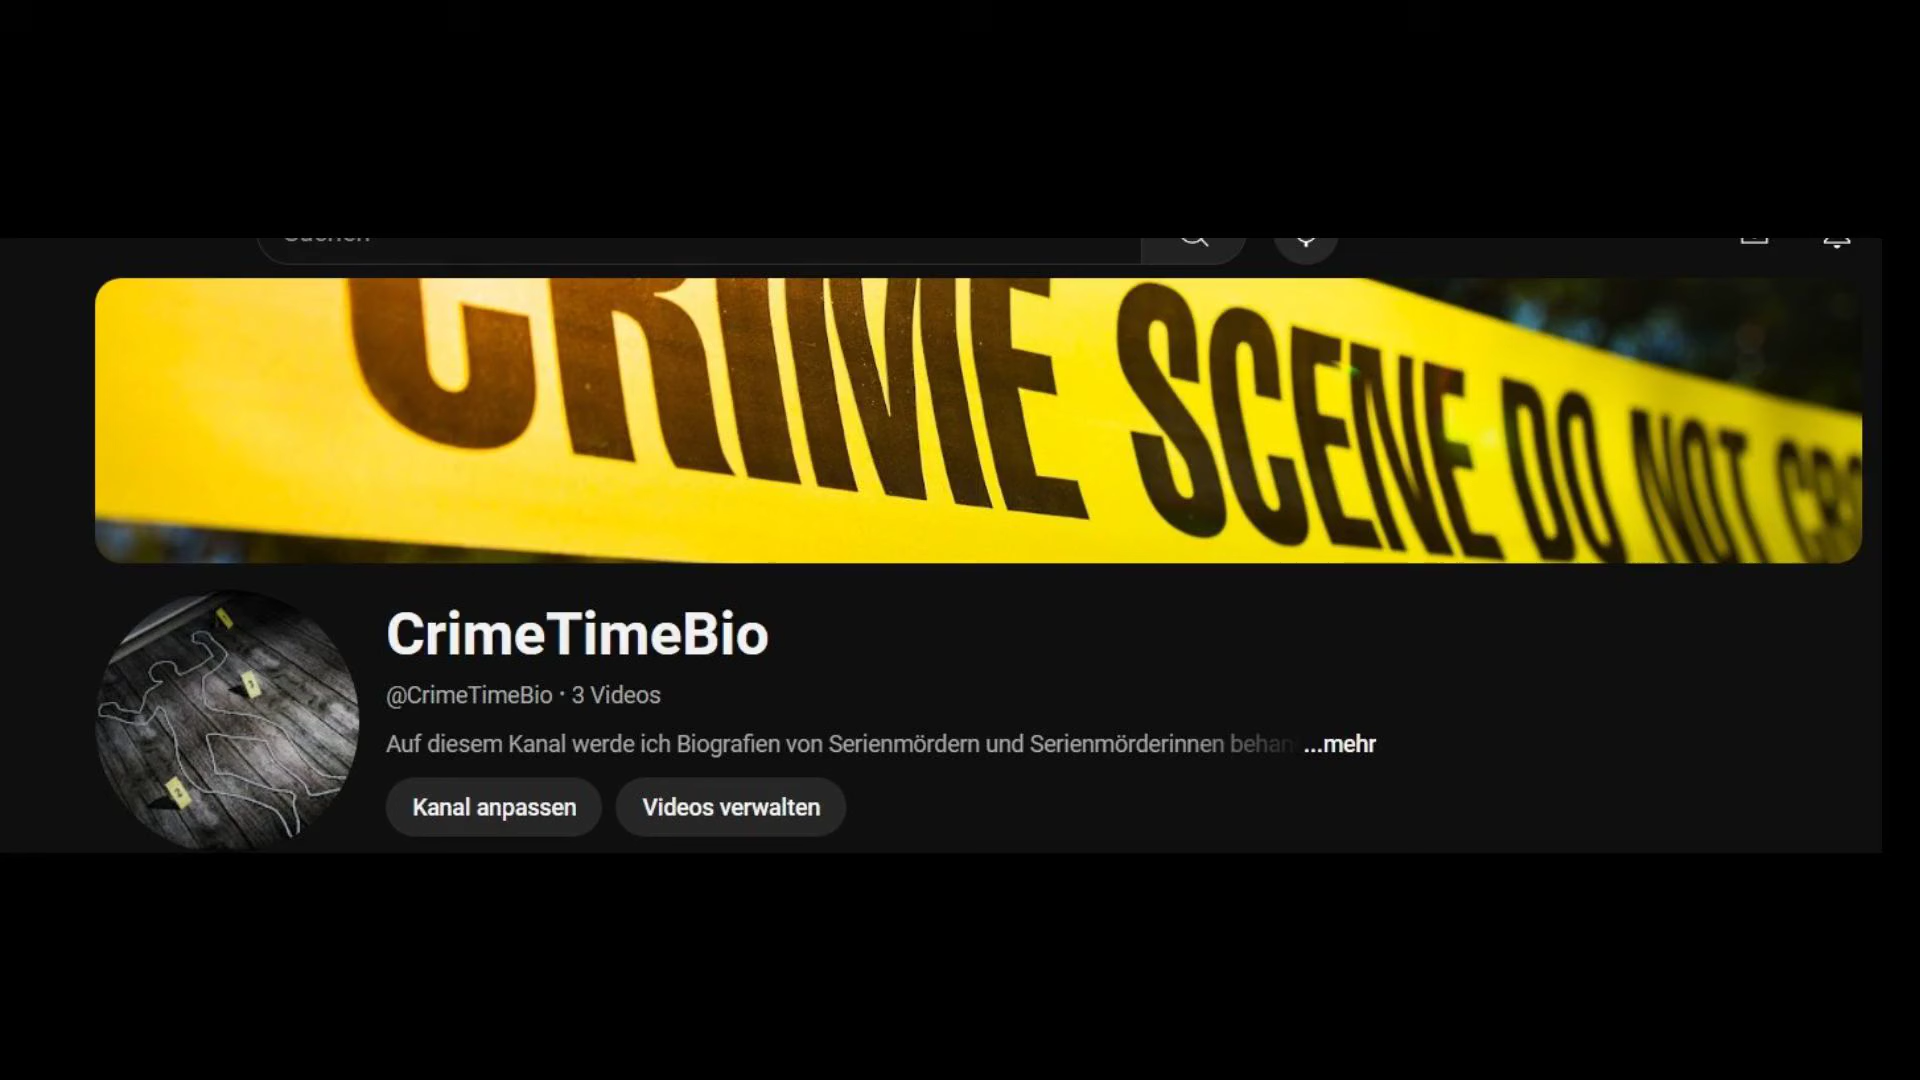 CRIME SCENE DO NOT
CrimeTimeBio
@CrimeTimeBio · 3 Videos
Auf diesem Kanal werde ich Biografien von Serienmördern und Serienmörderinnen behan ...mehr
Kanal anpassen Videos verwalten